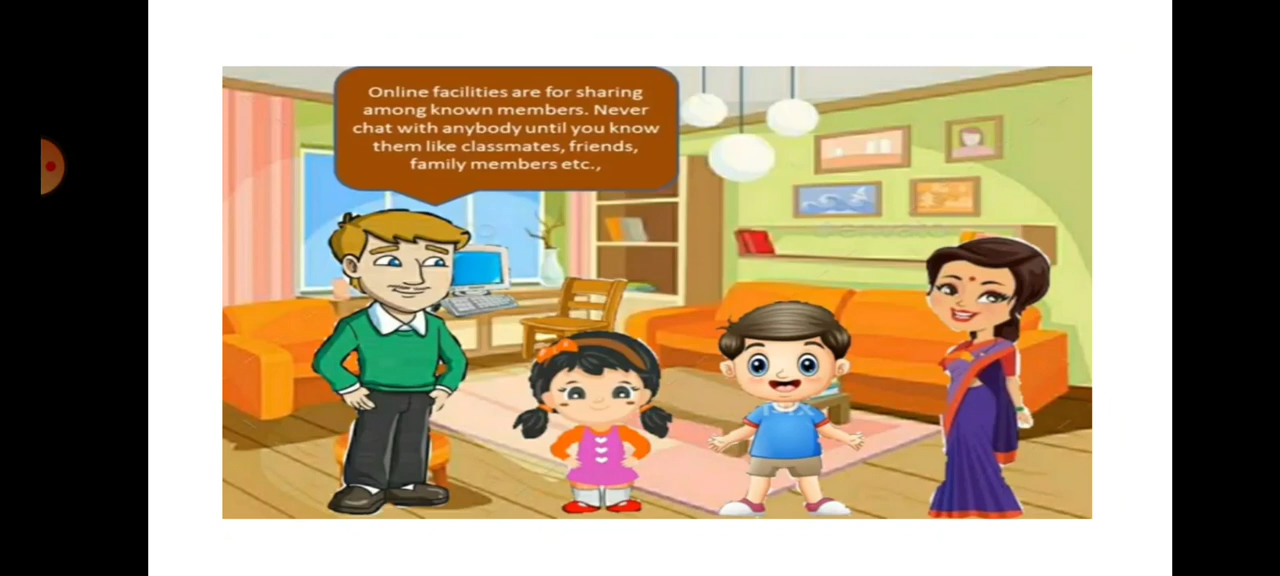 Online facilities are for sharing
among known members. Never
chat with anybody until you know
them like classmates, friends,
family members etc.,